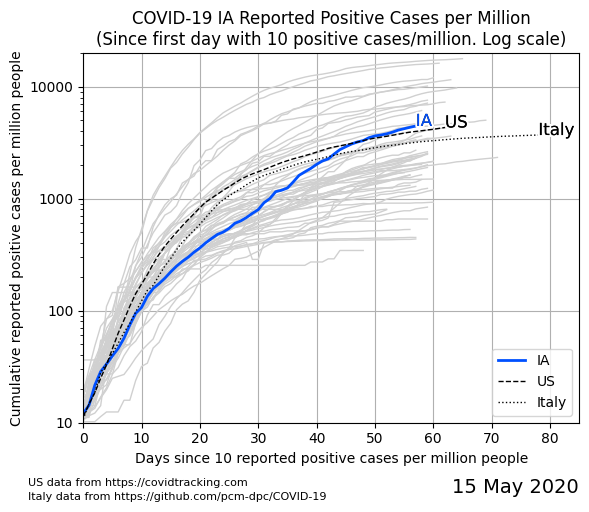 COVID-19 IA Reported Positive Cases per Million
(Since first day with 10 positive cases/million. Log scale)
Cumulative reported positive cases per million people
10000
1000
100
10
IA
US
Italy
IA
US
Italy
0 10 20 30 40 50 60 70 80
Days since 10 reported positive cases per million people
US data from https://covidtracking.com
Italy data from https://github.com/pcm-dpc/COVID-19
15 May 2020